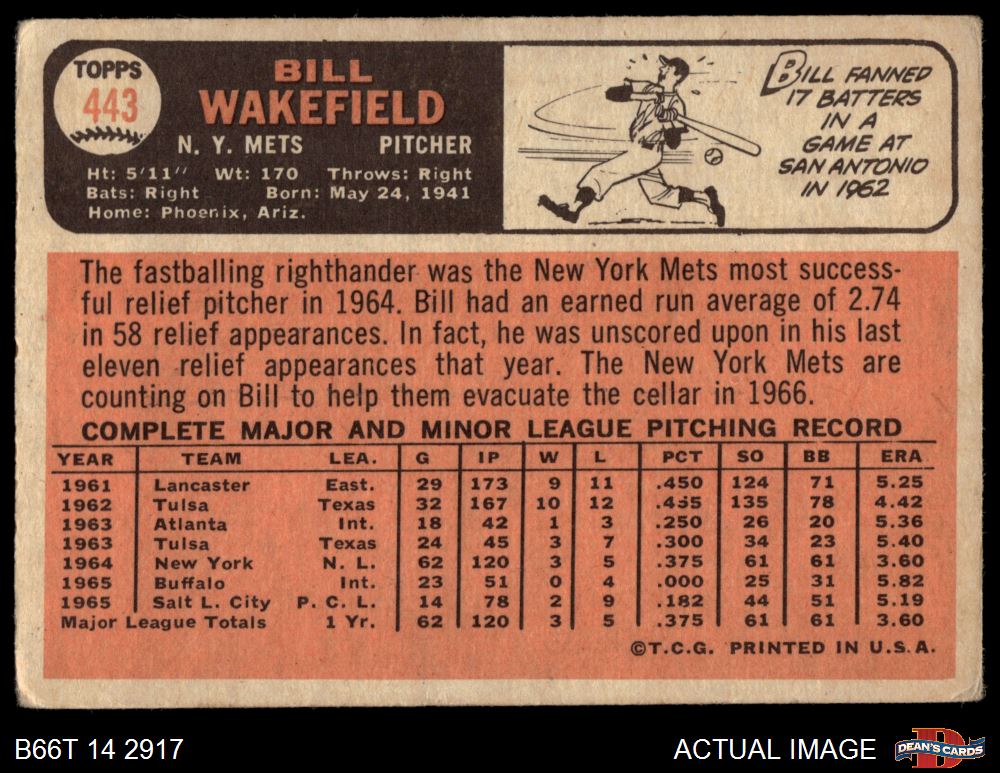 TOPPS
443
BILL
WAKEFIELD
N. Y. METS PITCHER
Ht: 5'11" Wt: 170 Throws: Right
Bats: Right Born: May 24, 1941
Home: Phoenix, Ariz.
BILL FANNED
17 BATTERS
IN A
GAME AT
SAN ANTONIO
IN 1962
The fastballing righthander was the New York Mets most success-
ful relief pitcher in 1964. Bill had an earned run average of 2.74
in 58 relief appearances. In fact, he was unscored upon in his last
eleven relief appearances that year. The New York Mets are
counting on Bill to help them evacuate the cellar in 1966.
COMPLETE MAJOR AND MINOR LEAGUE PITCHING RECORD
YEAR TEAM LEA. G IP W L PCT SO BB ERA
1961 Lancaster East. 29 173 9 11 .450 124 71 5.25
1962 Tulsa Texas 32 167 10 12 .455 135 78 4.42
1963 Atlanta Int. 18 42 1 3 .250 26 20 5.36
1963 Tulsa Texas 24 45 3 7 .300 34 23 5.40
1964 New York N. L. 62 120 3 5 .375 61 61 3.60
1965 Buffalo Int. 23 51 0 4 .000 25 31 5.82
1965 Salt L. City P. C. L. 14 78 2 9 .182 44 51 5.19
Major League Totals 1 Yr. 62 120 3 5 .375 61 61 3.60
©T.C.G. PRINTED IN U.S.A.
B66T 14 2917
ACTUAL IMAGE
D
DEAN'S CARDS